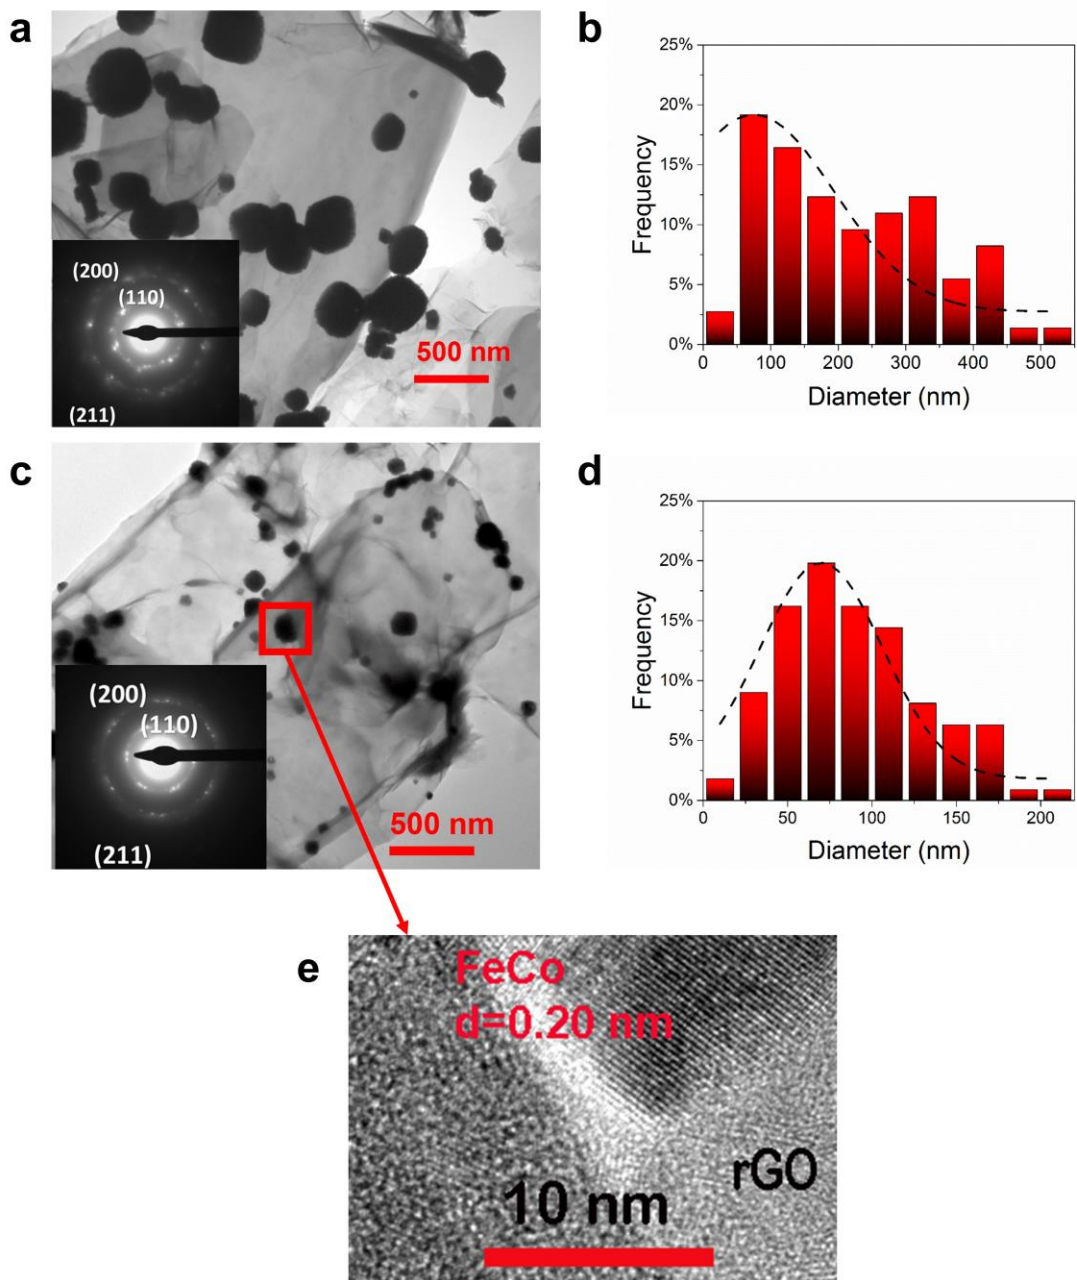 a
(200)
(110)
(211)
500 nm
b
25%
20%
15%
10%
5%
0%
Frequency
0
100
200
300
400
500
Diameter (nm)
c
(200)
(110)
(211)
500 nm
d
25%
20%
15%
10%
5%
0%
Frequency
0
50
100
150
200
Diameter (nm)
e
FeCo
d=0.20 nm
rGO
10 nm